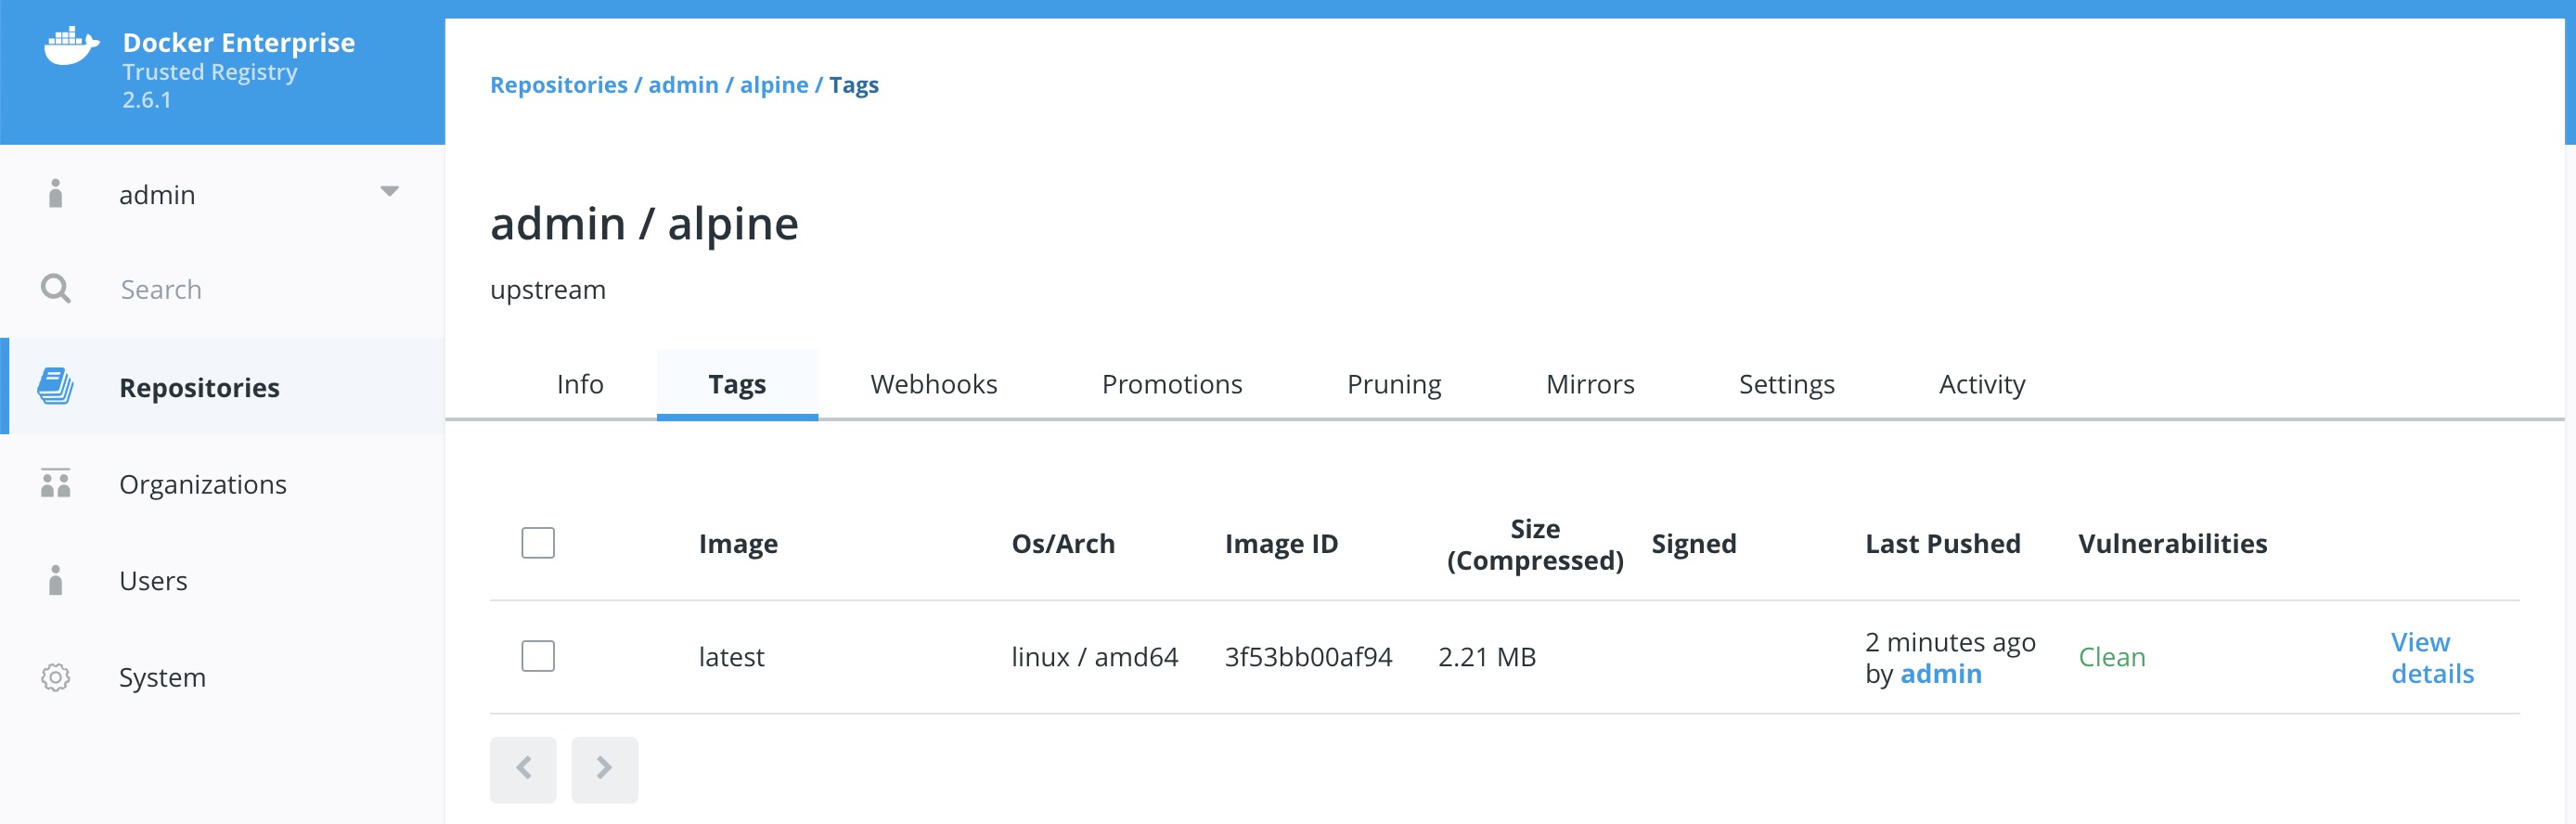 Docker Enterprise
Trusted Registry
2.6.1
admin
Search
Repositories
Organizations
Users
System
Repositories / admin / alpine / Tags
admin / alpine
upstream
Info Tags Webhooks Promotions Pruning Mirrors Settings Activity
Image Os/Arch Image ID Size (Compressed) Signed Last Pushed Vulnerabilities
latest linux / amd64 3f53bb00af94 2.21 MB 2 minutes ago by admin Clean View details